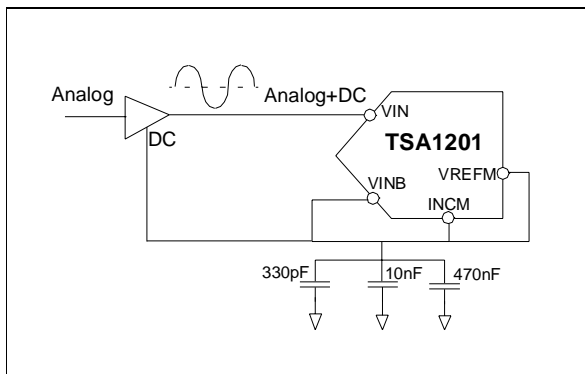 Analog
Analog+DC
DC
VIN
TSA1201
VREFM
VINB
INCM
330pF
10nF
470nF